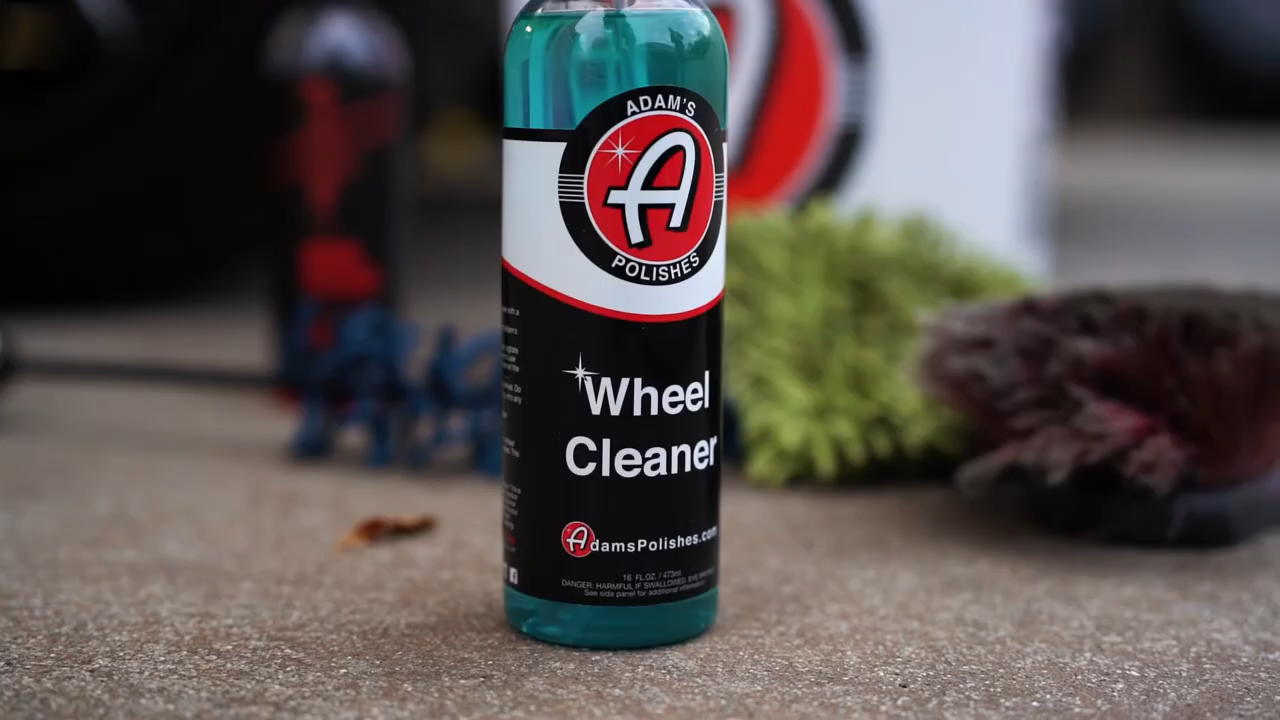 ADAM'S
A
POLISHES
Wheel
Cleaner
AdamsPolishes.com
16 FL.OZ. / 473mL
DANGER: HARMFUL IF SWALLOWED. EYE
See side panel for additional information